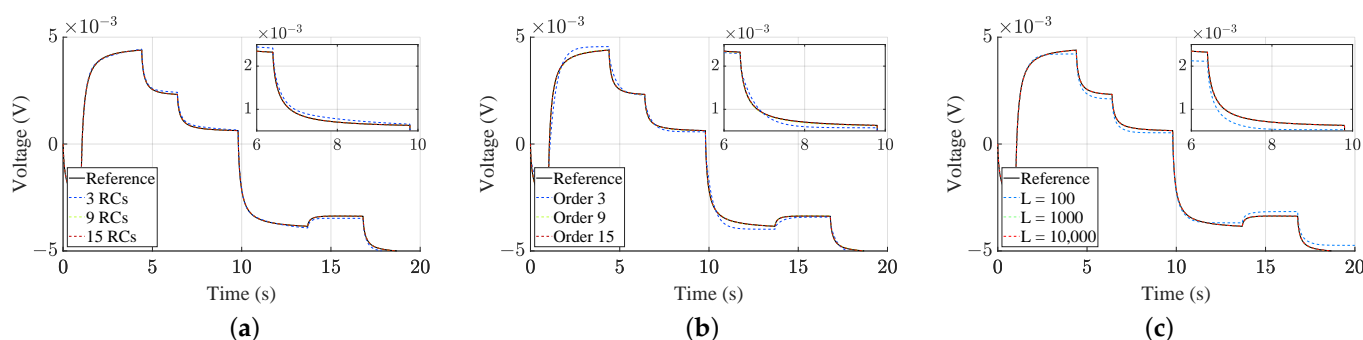 ×10⁻³
5
0
−5
Voltage (V)
0 5 10 15 20
Time (s)
×10⁻³
2
1
6 8 10
Reference
3 RCs
9 RCs
15 RCs
(a)
×10⁻³
5
0
−5
Voltage (V)
0 5 10 15 20
Time (s)
×10⁻³
2
1
6 8 10
Reference
Order 3
Order 9
Order 15
(b)
×10⁻³
5
0
−5
Voltage (V)
0 5 10 15 20
Time (s)
×10⁻³
2
1
6 8 10
Reference
L = 100
L = 1000
L = 10,000
(c)